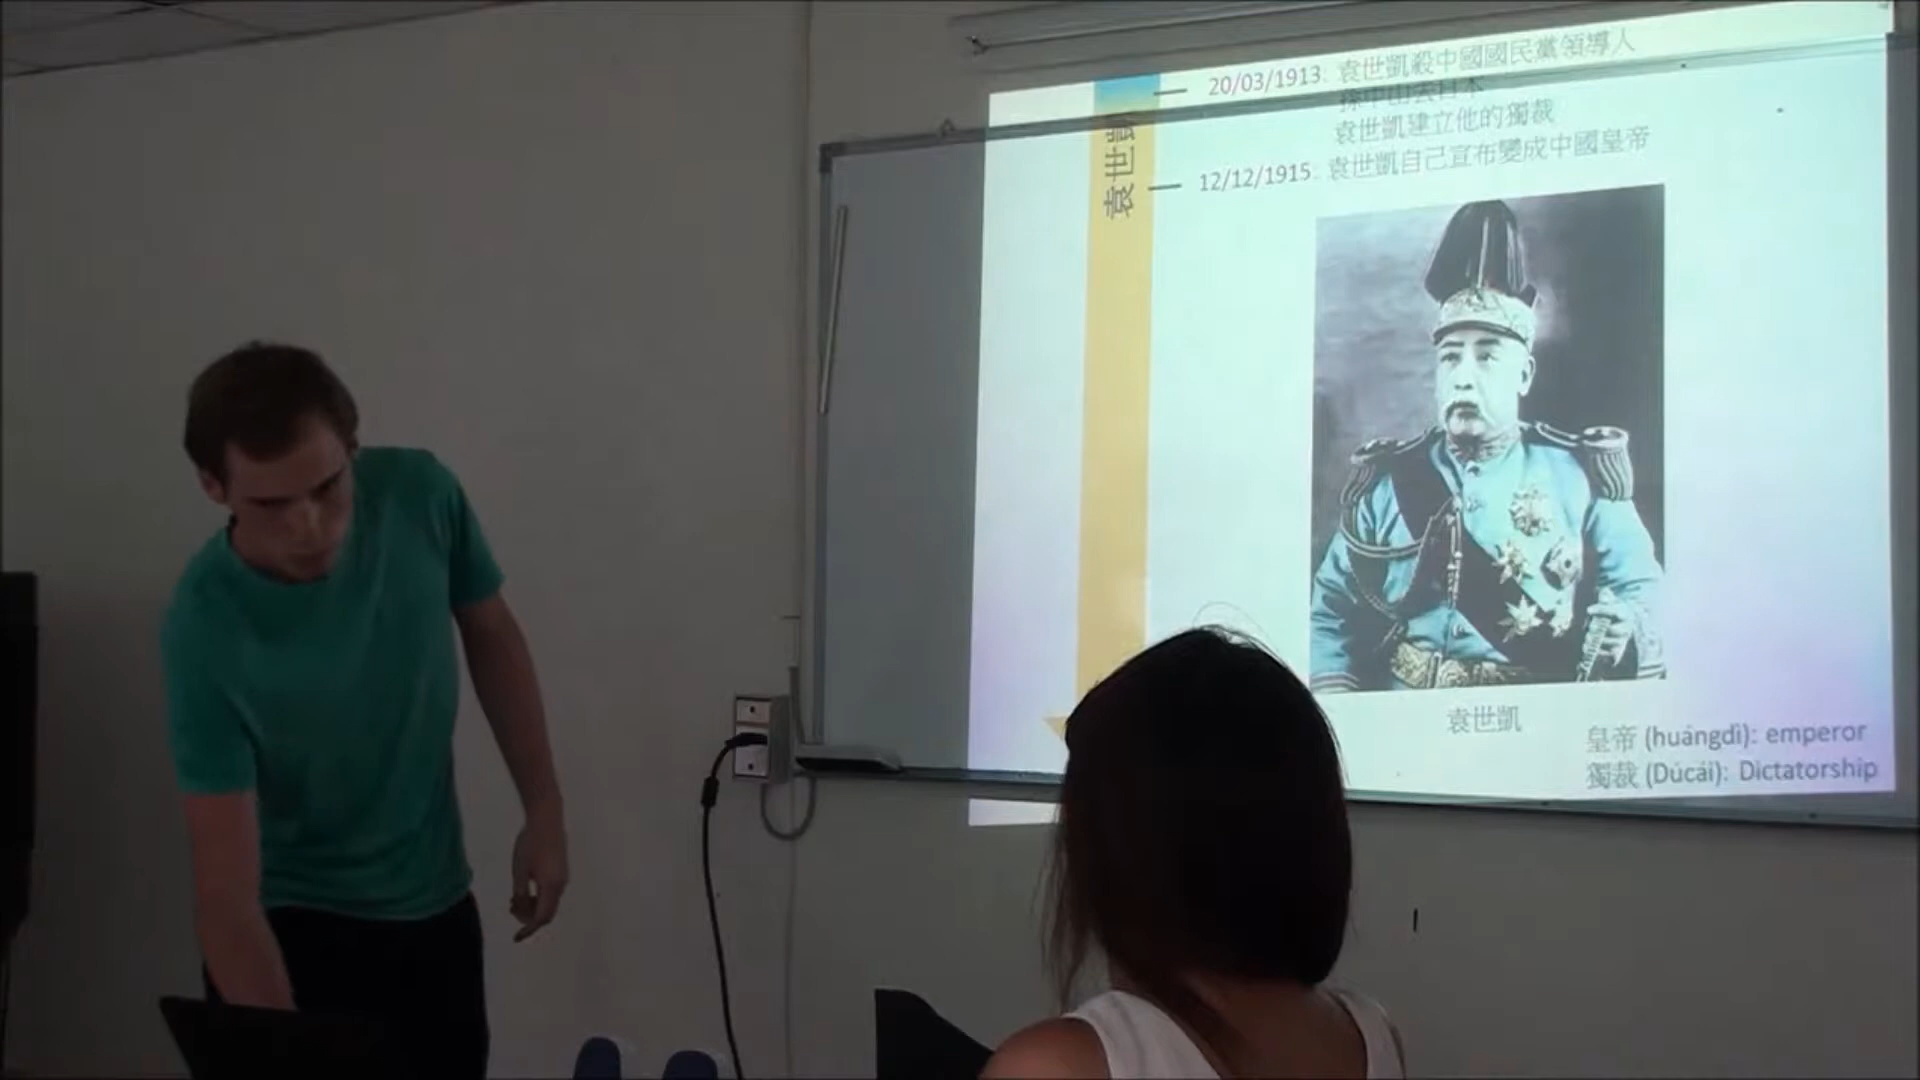 20/03/1913: 袁世凱殺中國國民黨領導人
孫中山去日本
袁世凱建立他的獨裁
12/12/1915: 袁世凱自己宣布變成中國皇帝
袁世凱
袁世凱
皇帝 (huángdì): emperor
獨裁 (Dúcái): Dictatorship